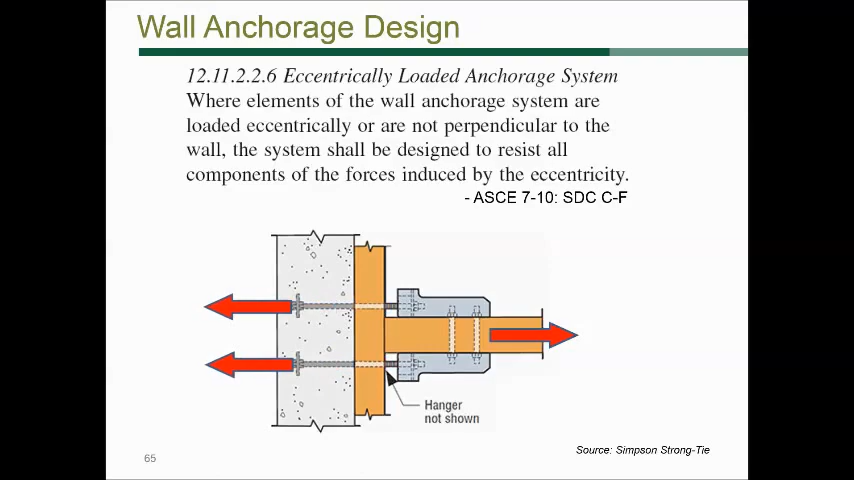 Wall Anchorage Design
12.11.2.2.6 Eccentrically Loaded Anchorage System
Where elements of the wall anchorage system are
loaded eccentrically or are not perpendicular to the
wall, the system shall be designed to resist all
components of the forces induced by the eccentricity.
- ASCE 7-10: SDC C-F
Hanger
not shown
Source: Simpson Strong-Tie
65